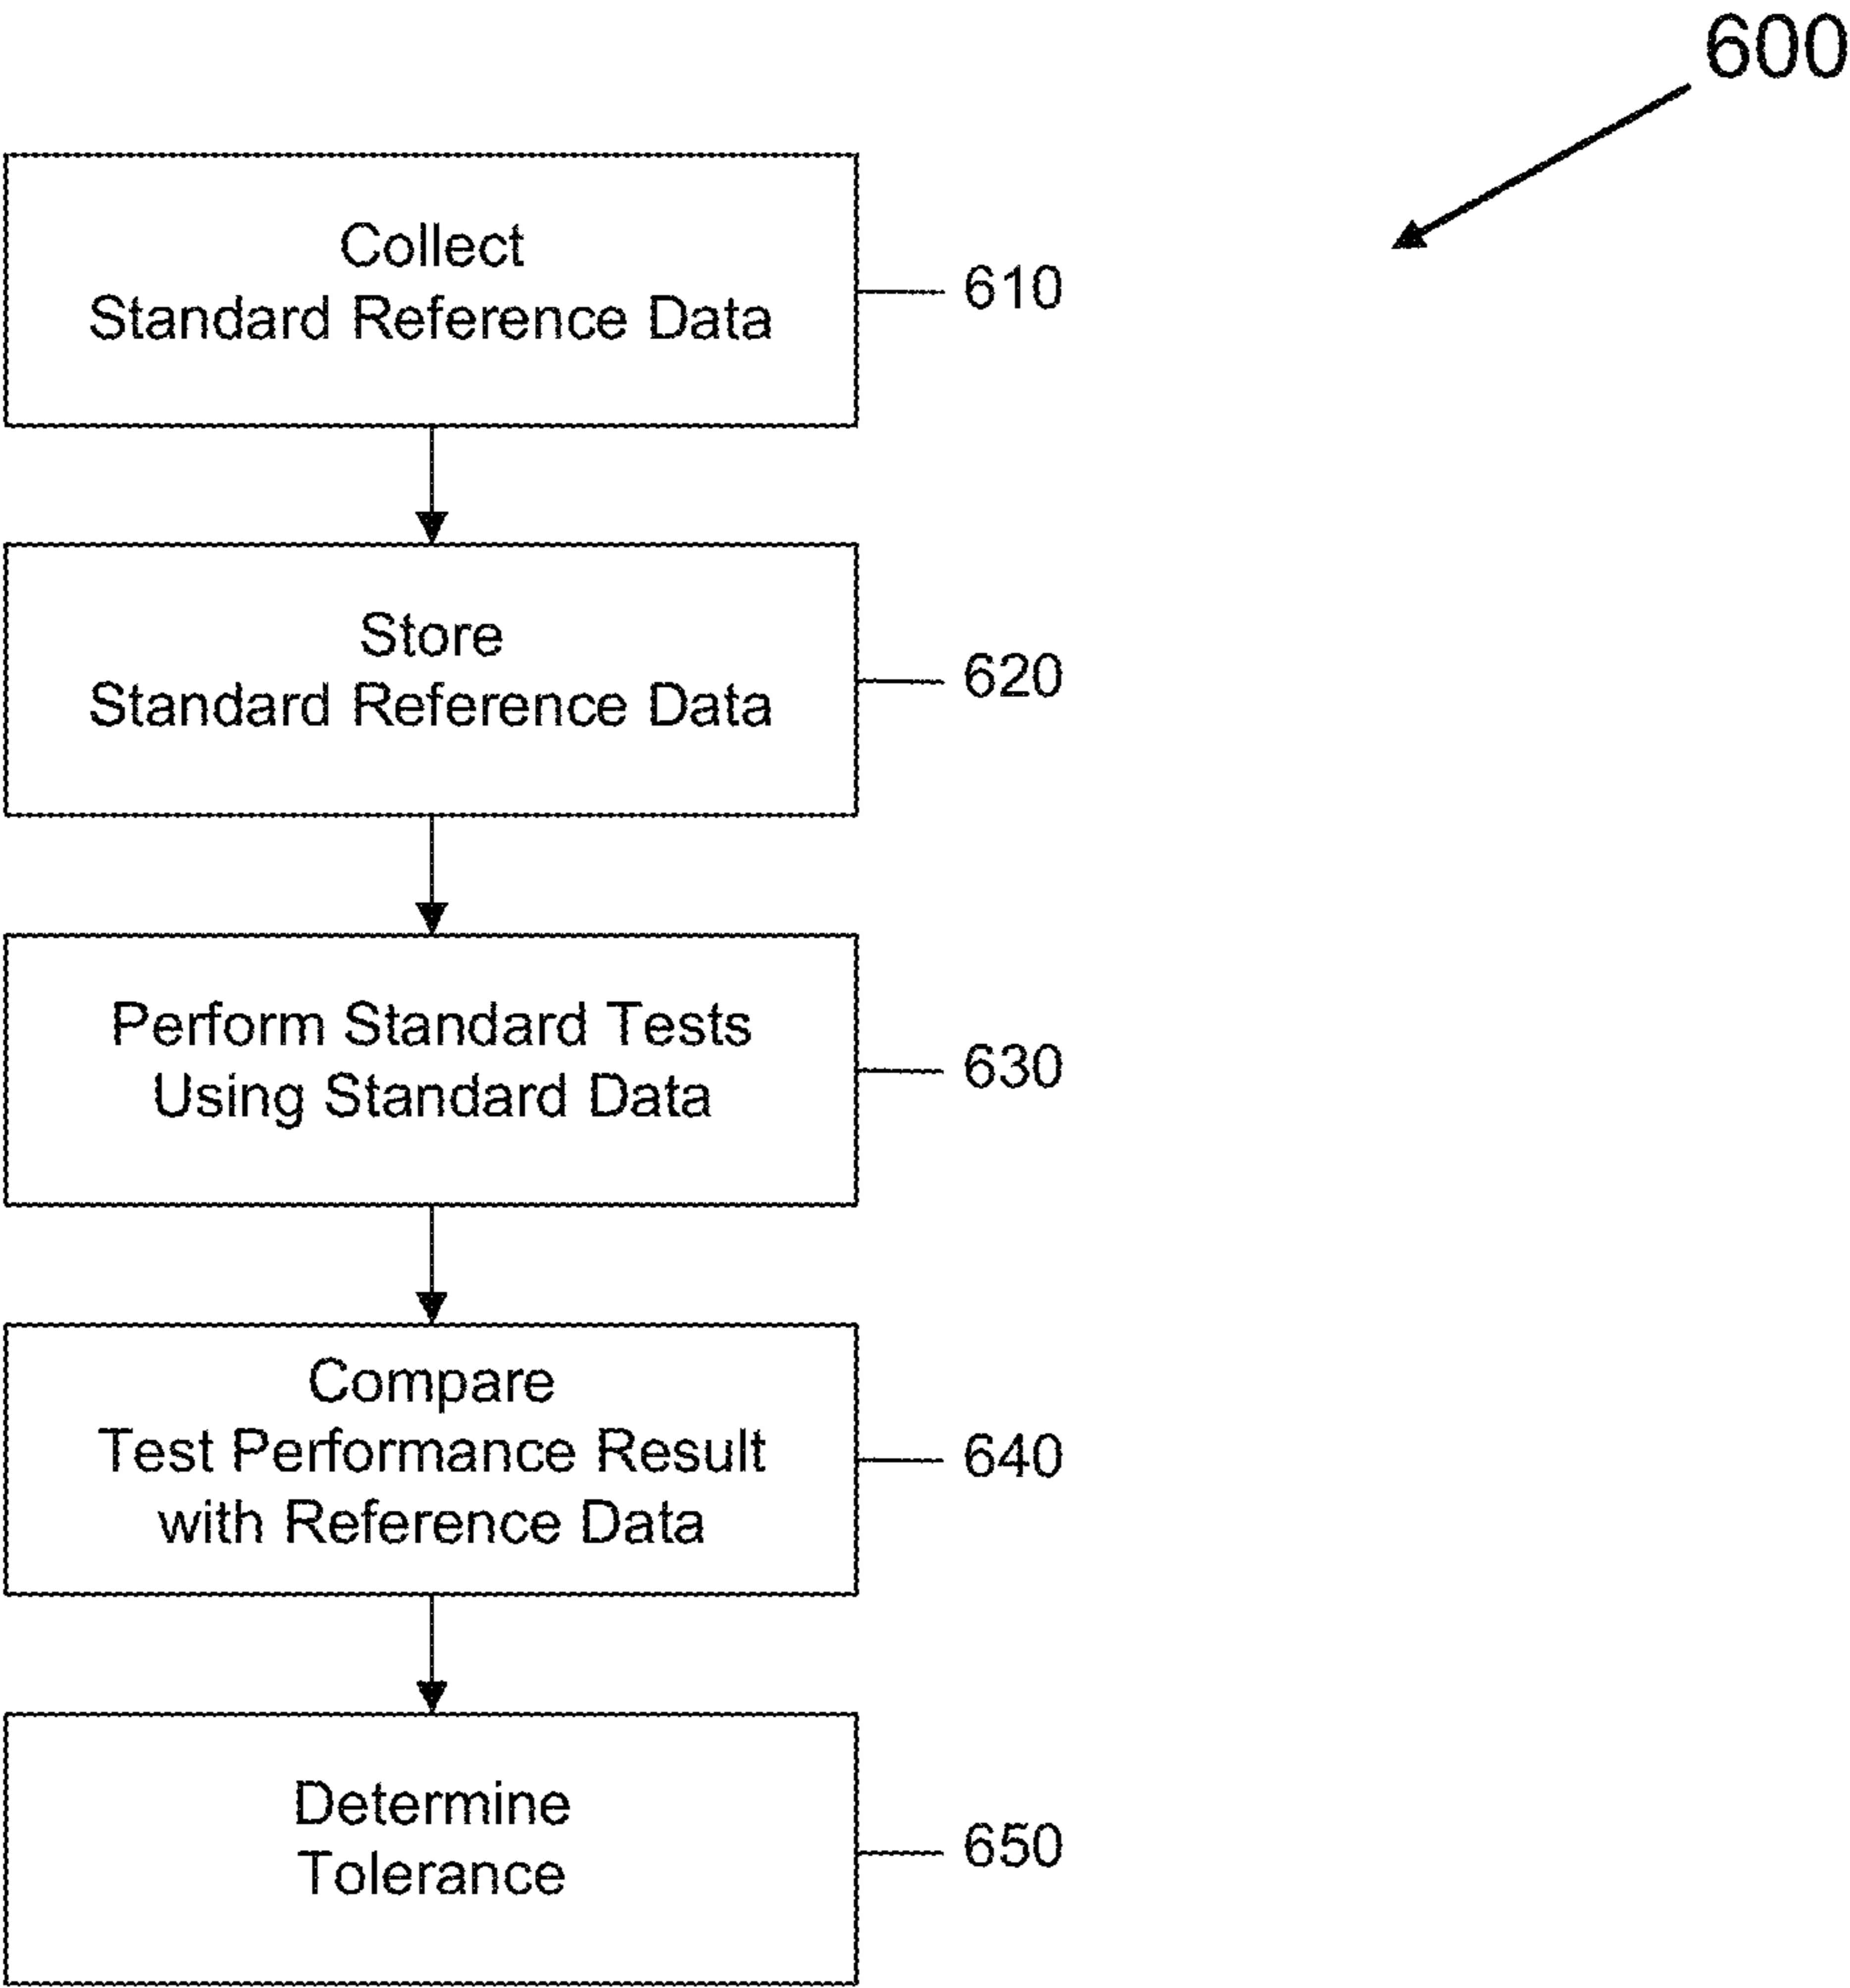 600
Collect
Standard Reference Data
610
Store
Standard Reference Data
620
Perform Standard Tests
Using Standard Data
630
Compare
Test Performance Result
with Reference Data
640
Determine
Tolerance
650